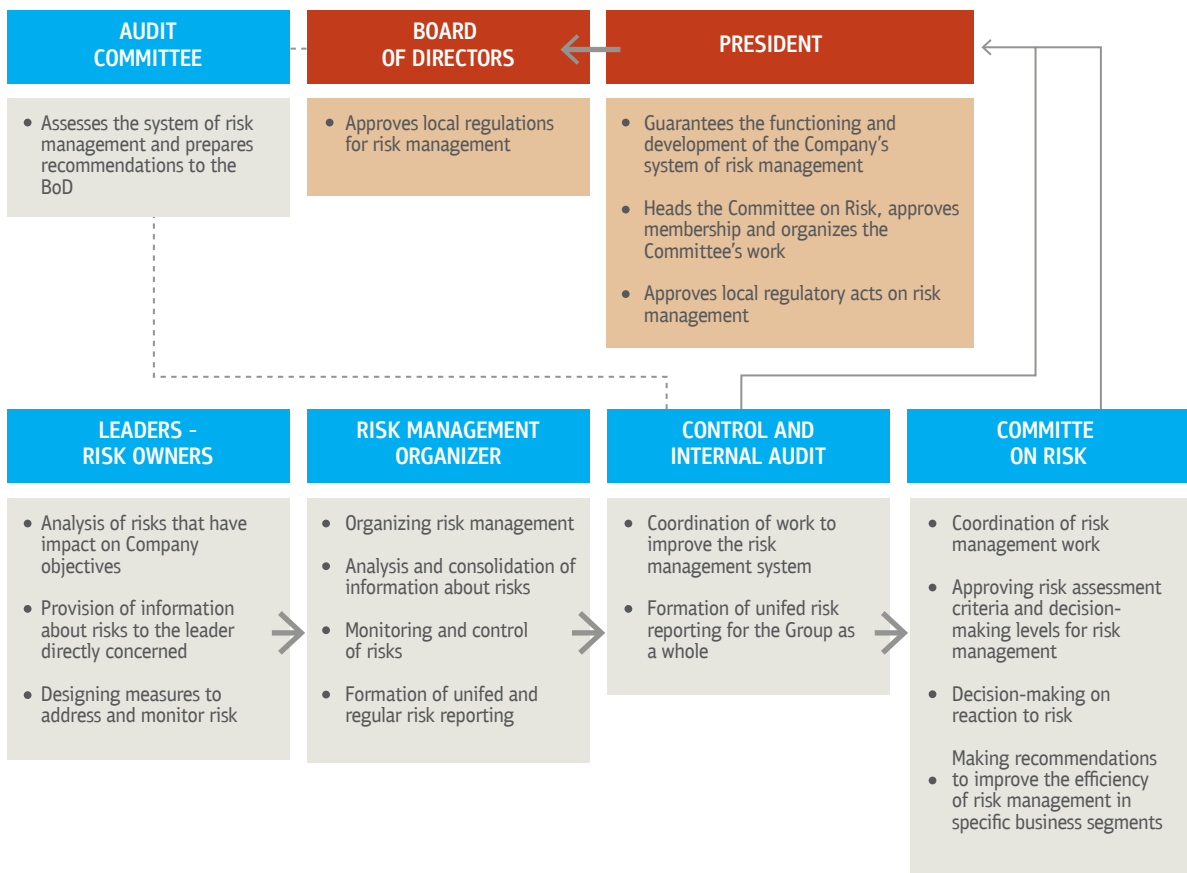 AUDIT
COMMITTEE
BOARD
OF DIRECTORS
PRESIDENT
• Assesses the system of risk
management and prepares
recommendations to the
BoD
• Approves local regulations
for risk management
• Guarantees the functioning and
development of the Company's
system of risk management
• Heads the Committee on Risk, approves
membership and organizes the
Committee's work
• Approves local regulatory acts on risk
management
LEADERS -
RISK OWNERS
RISK MANAGEMENT
ORGANIZER
CONTROL AND
INTERNAL AUDIT
COMMITTE
ON RISK
• Analysis of risks that have
impact on Company
objectives
• Provision of information
about risks to the leader
directly concerned
• Designing measures to
address and monitor risk
• Organizing risk management
• Analysis and consolidation of
information about risks
• Monitoring and control
of risks
• Formation of unifed and
regular risk reporting
• Coordination of work to
improve the risk
management system
• Formation of unifed risk
reporting for the Group as
a whole
• Coordination of risk
management work
• Approving risk assessment
criteria and decision-
making levels for risk
management
• Decision-making on
reaction to risk
• Making recommendations
to improve the efficiency
of risk management in
specific business segments